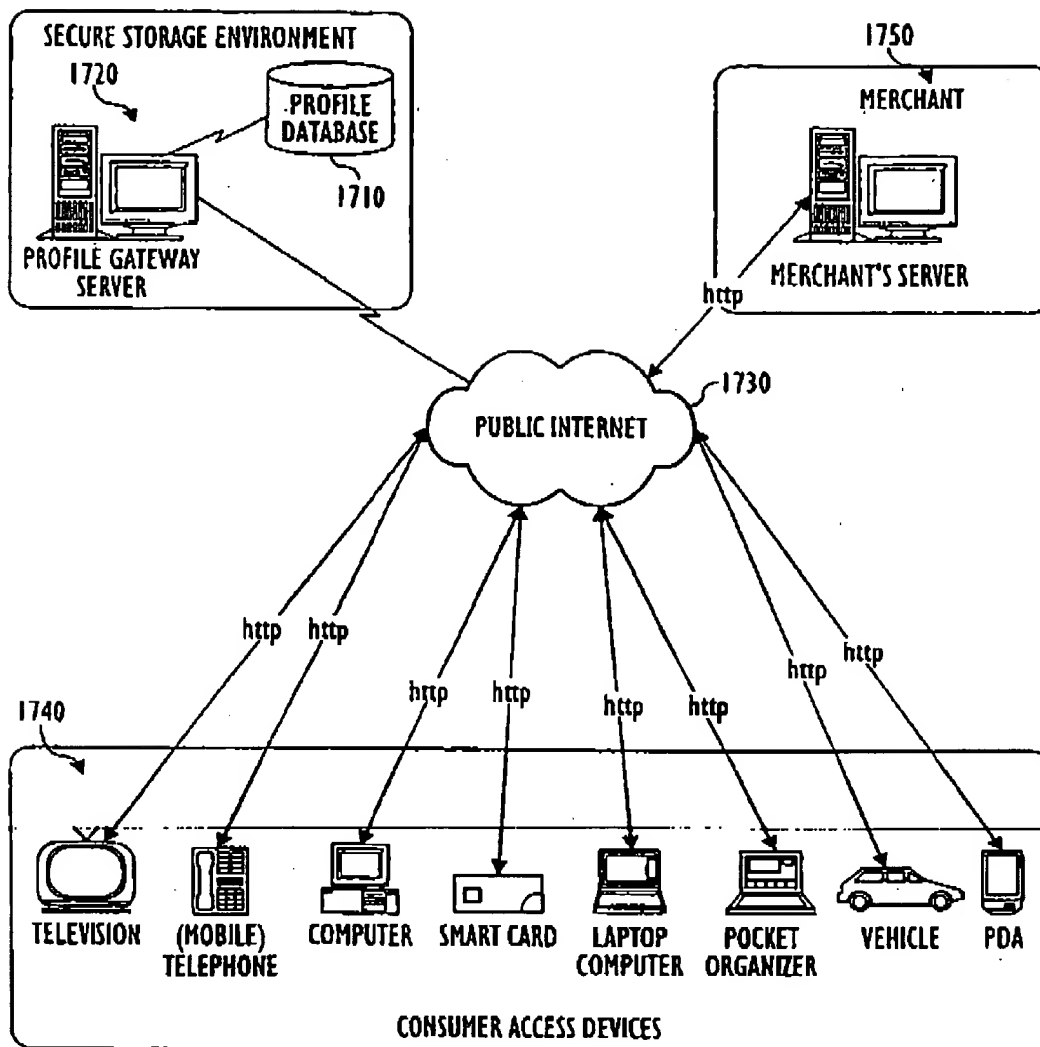 SECURE STORAGE ENVIRONMENT
1720
PROFILE
DATABASE
1710
PROFILE GATEWAY
SERVER
1750
MERCHANT
MERCHANT'S SERVER
http
1730
PUBLIC INTERNET
http
http
http
http
http
http
http
http
1740
TELEVISION
(MOBILE)
TELEPHONE
COMPUTER
SMART CARD
LAPTOP
COMPUTER
POCKET
ORGANIZER
VEHICLE
PDA
CONSUMER ACCESS DEVICES